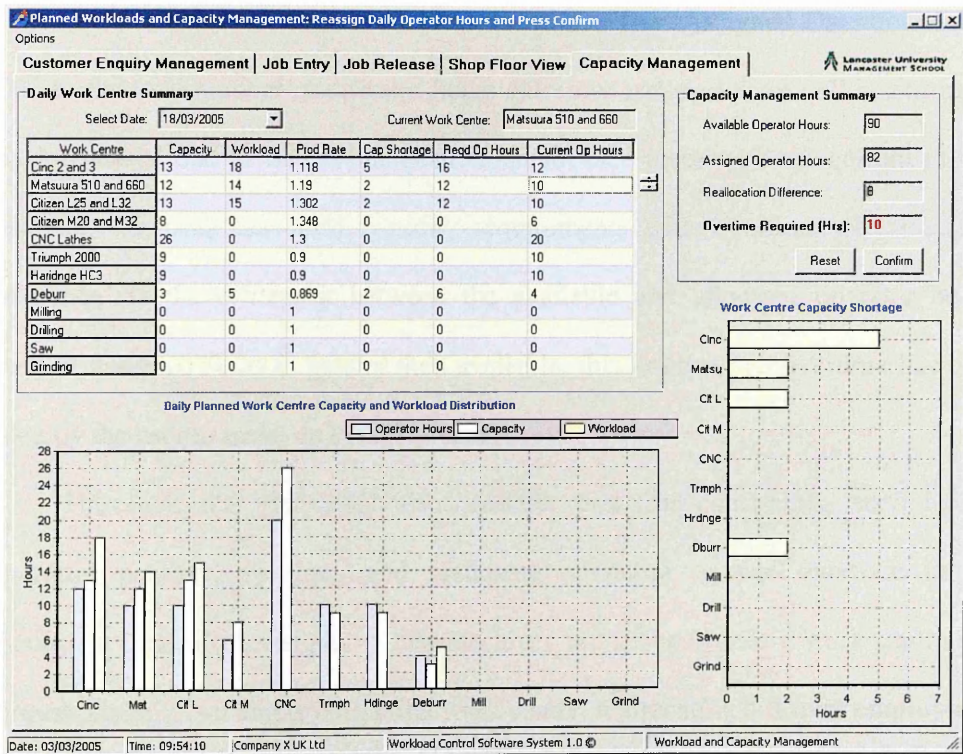 Planned Workloads and Capacity Management: Reassign Daily Operator Hours and Press Confirm
Options
Customer Enquiry Management | Job Entry | Job Release | Shop Floor View | Capacity Management
Lancaster University
MANAGEMENT SCHOOL
Daily Work Centre Summary
Select Date: 18/03/2005
Current Work Centre: Matsuura 510 and 660
Work Centre Capacity Workload Prod Rate Cap Shortage Reqd Op Hours Current Op Hours
Cinc 2 and 3 13 18 1.118 5 16 12
Matsuura 510 and 660 12 14 1.19 2 12 10
Citizen L25 and L32 13 15 1.302 2 12 10
Citizen M20 and M32 8 0 1.348 0 0 6
CNC Lathes 26 0 1.3 0 0 20
Triumph 2000 9 0 0.9 0 0 10
Haridnge HC3 9 0 0.9 0 0 10
Deburr 3 5 0.869 2 6 4
Milling 0 0 1 0 0 0
Drilling 0 0 1 0 0 0
Saw 0 0 1 0 0 0
Grinding 0 0 1 0 0 0
Capacity Management Summary
Available Operator Hours: 90
Assigned Operator Hours: 82
Reallocation Difference: 8
Overtime Required (Hrs): 10
Reset Confirm
Daily Planned Work Centre Capacity and Workload Distribution
Operator Hours Capacity Workload
Hours
28
26
24
22
20
18
16
14
12
10
8
6
4
2
0
Cinc Mat Cit L Cit M CNC Trmph Hdinge Deburr Mill Drill Saw Grind
Work Centre Capacity Shortage
Cinc
Matsu
Cit L
Cit M
CNC
Trmph
Hrdnge
Dburr
Mill
Drill
Saw
Grind
0 1 2 3 4 5 6 7
Hours
Date: 03/03/2005 Time: 09:54:10 Company X UK Ltd Workload Control Software System 1.0 © Workload and Capacity Management